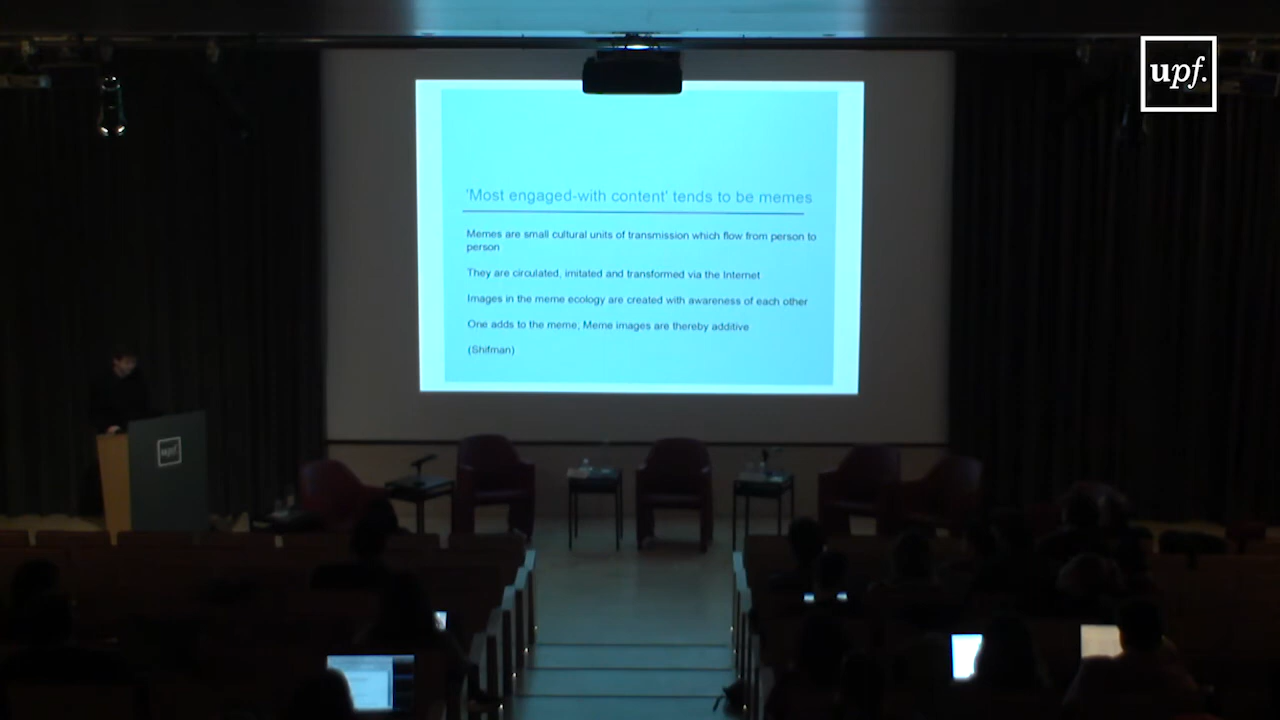 upf.
'Most engaged-with content' tends to be memes
Memes are small cultural units of transmission which flow from person to
person
They are circulated, imitated and transformed via the Internet
Images in the meme ecology are created with awareness of each other
One adds to the meme; Meme images are thereby additive
(Shifman)
upf.